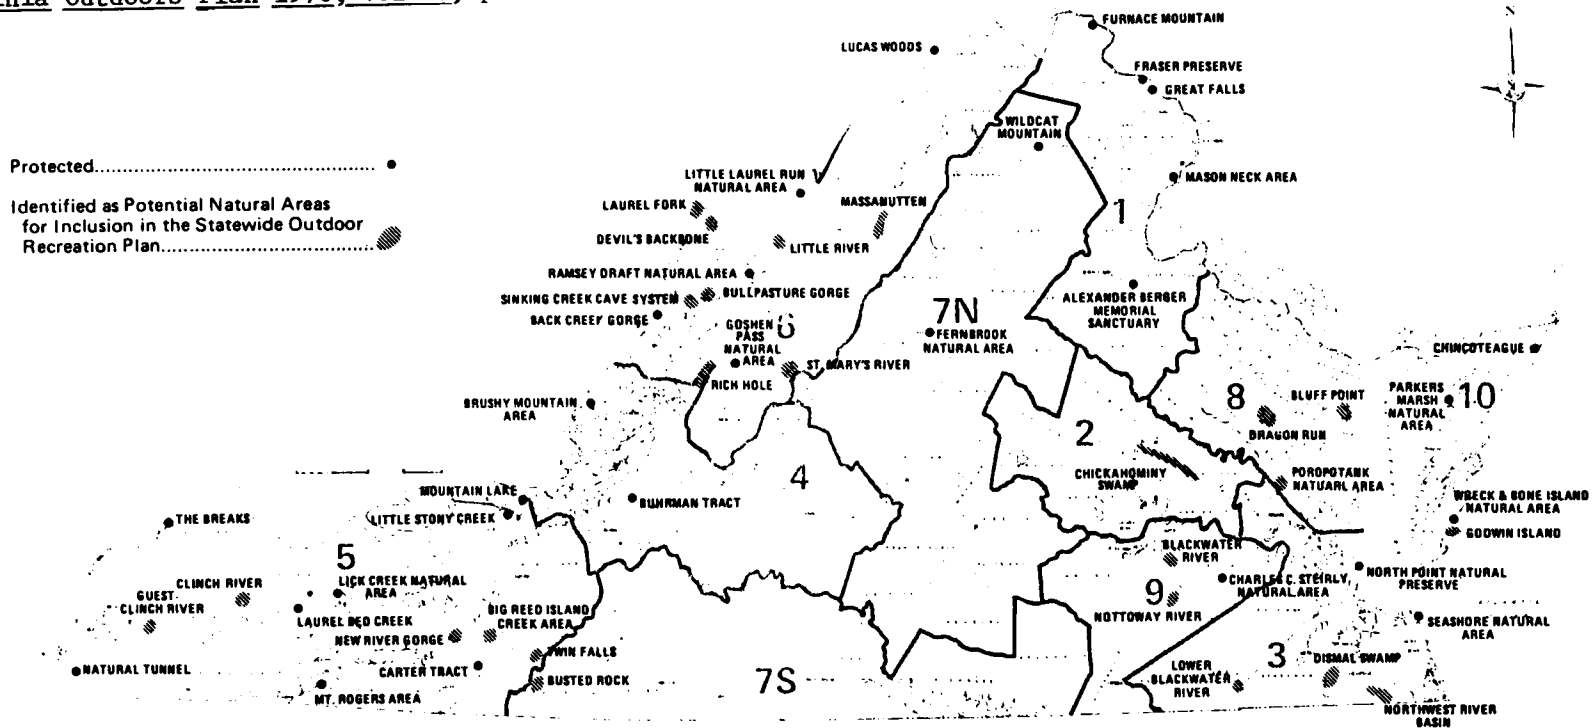 nia Outdoors Plan
FURNACE MOUNTAIN
LUCAS WOODS
FRASER PRESERVE
GREAT FALLS
N
WILDCAT
MOUNTAIN
Protected
LITTLE LAUREL RUN
NATURAL AREA
MASON NECK AREA
Identified as Potential Natural Areas
for Inclusion in the Statewide Outdoor
Recreation Plan
LAUREL FORK
MASSANUTTEN
1
DEVIL'S BACKBONE
LITTLE RIVER
RAMSEY DRAFT NATURAL AREA
SINKING CREEK CAVE SYSTEM
BULLPASTURE GORGE
ALEXANDER BERGER
MEMORIAL
SANCTUARY
7N
BACK CREEK GORGE
GOSHEN
PASS
NATURAL
AREA
6
FERNBROOK
NATURAL AREA
CHINCOTEAGUE
ST. MARY'S RIVER
RICH HOLE
BRUSHY MOUNTAIN
AREA
8
BLUFF POINT
PARKERS
MARSH
NATURAL
AREA
10
DRAGON RUN
2
4
CHICKAHOMINY
SWAMP
POROPOTANK
NATUARL AREA
MOUNTAIN LAKE
BUHRMAN TRACT
WRECK & BONE ISLAND
NATURAL AREA
THE BREAKS
LITTLE STONY CREEK
GODWIN ISLAND
5
BLACKWATER
RIVER
CLINCH RIVER
LICK CREEK NATURAL
AREA
CHARLES C. STEIRLY
NATURAL AREA
NORTH POINT NATURAL
PRESERVE
GUEST
CLINCH RIVER
9
BIG REED ISLAND
CREEK AREA
LAUREL BED CREEK
NOTTOWAY RIVER
NEW RIVER GORGE
SEASHORE NATURAL
AREA
TWIN FALLS
3
NATURAL TUNNEL
CARTER TRACT
DISMAL SWAMP
BUSTED ROCK
7S
LOWER
BLACKWATER
RIVER
MT. ROGERS AREA
NORTHWEST RIVER
BASIN